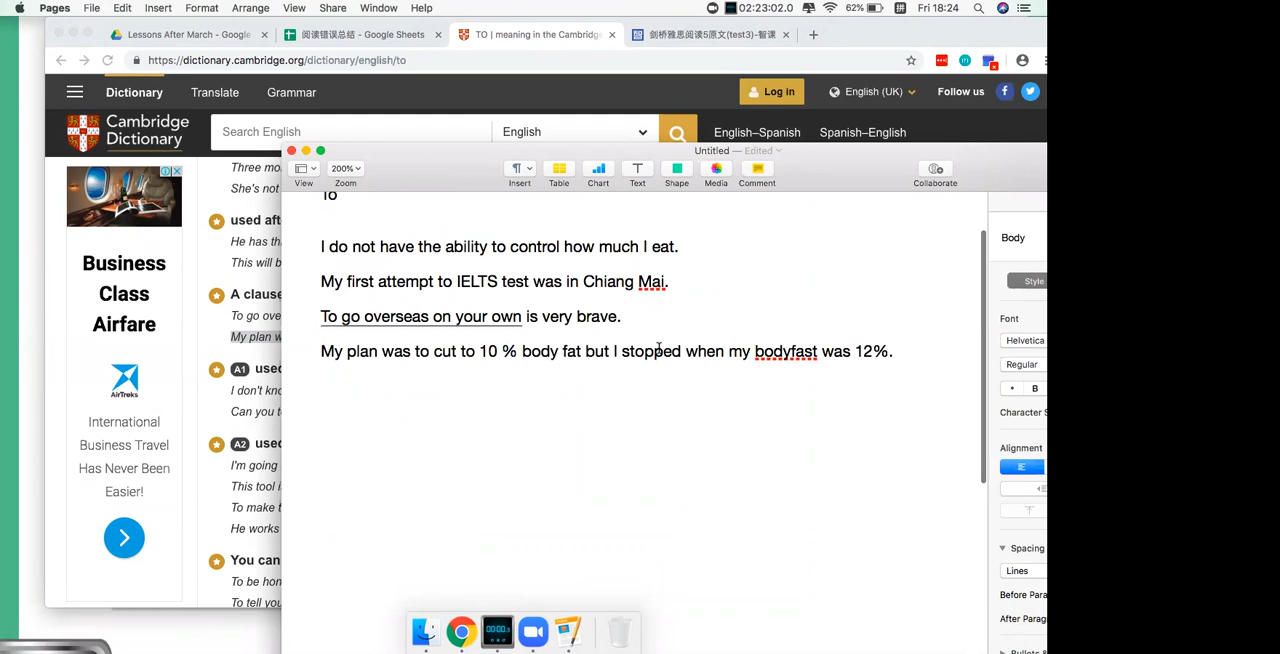 Pages File Edit Insert Format Arrange View Share Window Help 02:23:02.0 62% 拼 Fri 18:24
Lessons After March - Google 阅读错误总结 - Google Sheets TO | meaning in the Cambridge 剑桥雅思阅读5原文(test3)-智课
https://dictionary.cambridge.org/dictionary/english/to
Dictionary Translate Grammar Log in English (UK) Follow us
Cambridge Dictionary Search English English English–Spanish Spanish–English
Untitled — Edited
200%
View Zoom Insert Table Chart Text Shape Media Comment Collaborate
Three mo
She's not
used aft
He has th
This will b
A clause
To go ove
My plan w
A1 used
I don't kno
Can you t
A2 used
I'm going
This tool i
To make t
He works
You can
To be hon
To tell you
Business
Class
Airfare
AirTreks
International
Business Travel
Has Never Been
Easier!
To
I do not have the ability to control how much I eat.
My first attempt to IELTS test was in Chiang Mai.
To go overseas on your own is very brave.
My plan was to cut to 10 % body fat but I stopped when my bodyfast was 12%.
Body
Style
Font
Helvetica
Regular
B
Character S
Alignment
Spacing
Lines
Before Para
After Parag
Bullets &